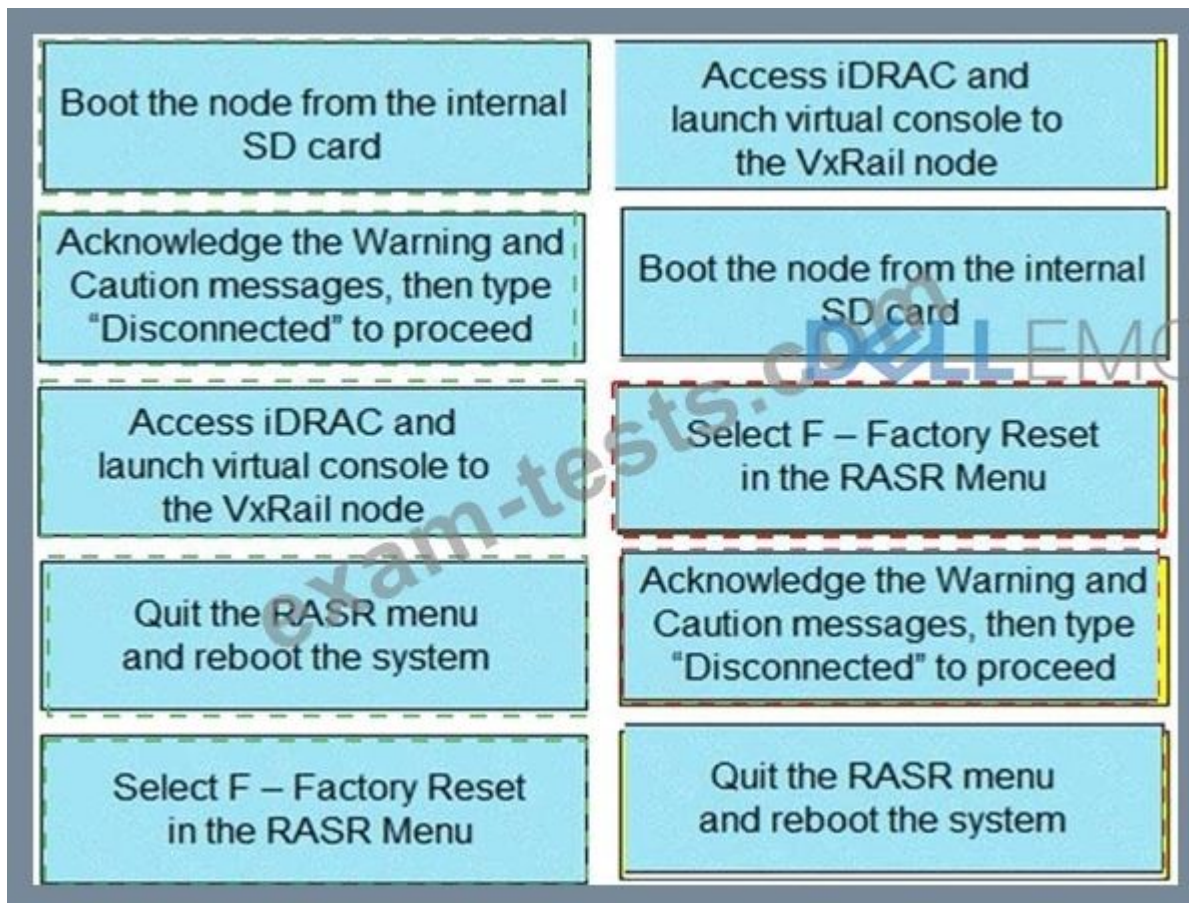 Boot the node from the internal
SD card
Acknowledge the Warning and
Caution messages, then type
“Disconnected” to proceed
Access iDRAC and
launch virtual console to
the VxRail node
Quit the RASR menu
and reboot the system
Select F – Factory Reset
in the RASR Menu
Access iDRAC and
launch virtual console to
the VxRail node
Boot the node from the internal
SD card
Select F – Factory Reset
in the RASR Menu
Acknowledge the Warning and
Caution messages, then type
“Disconnected” to proceed
Quit the RASR menu
and reboot the system
DELL EMC
exam-tests.com